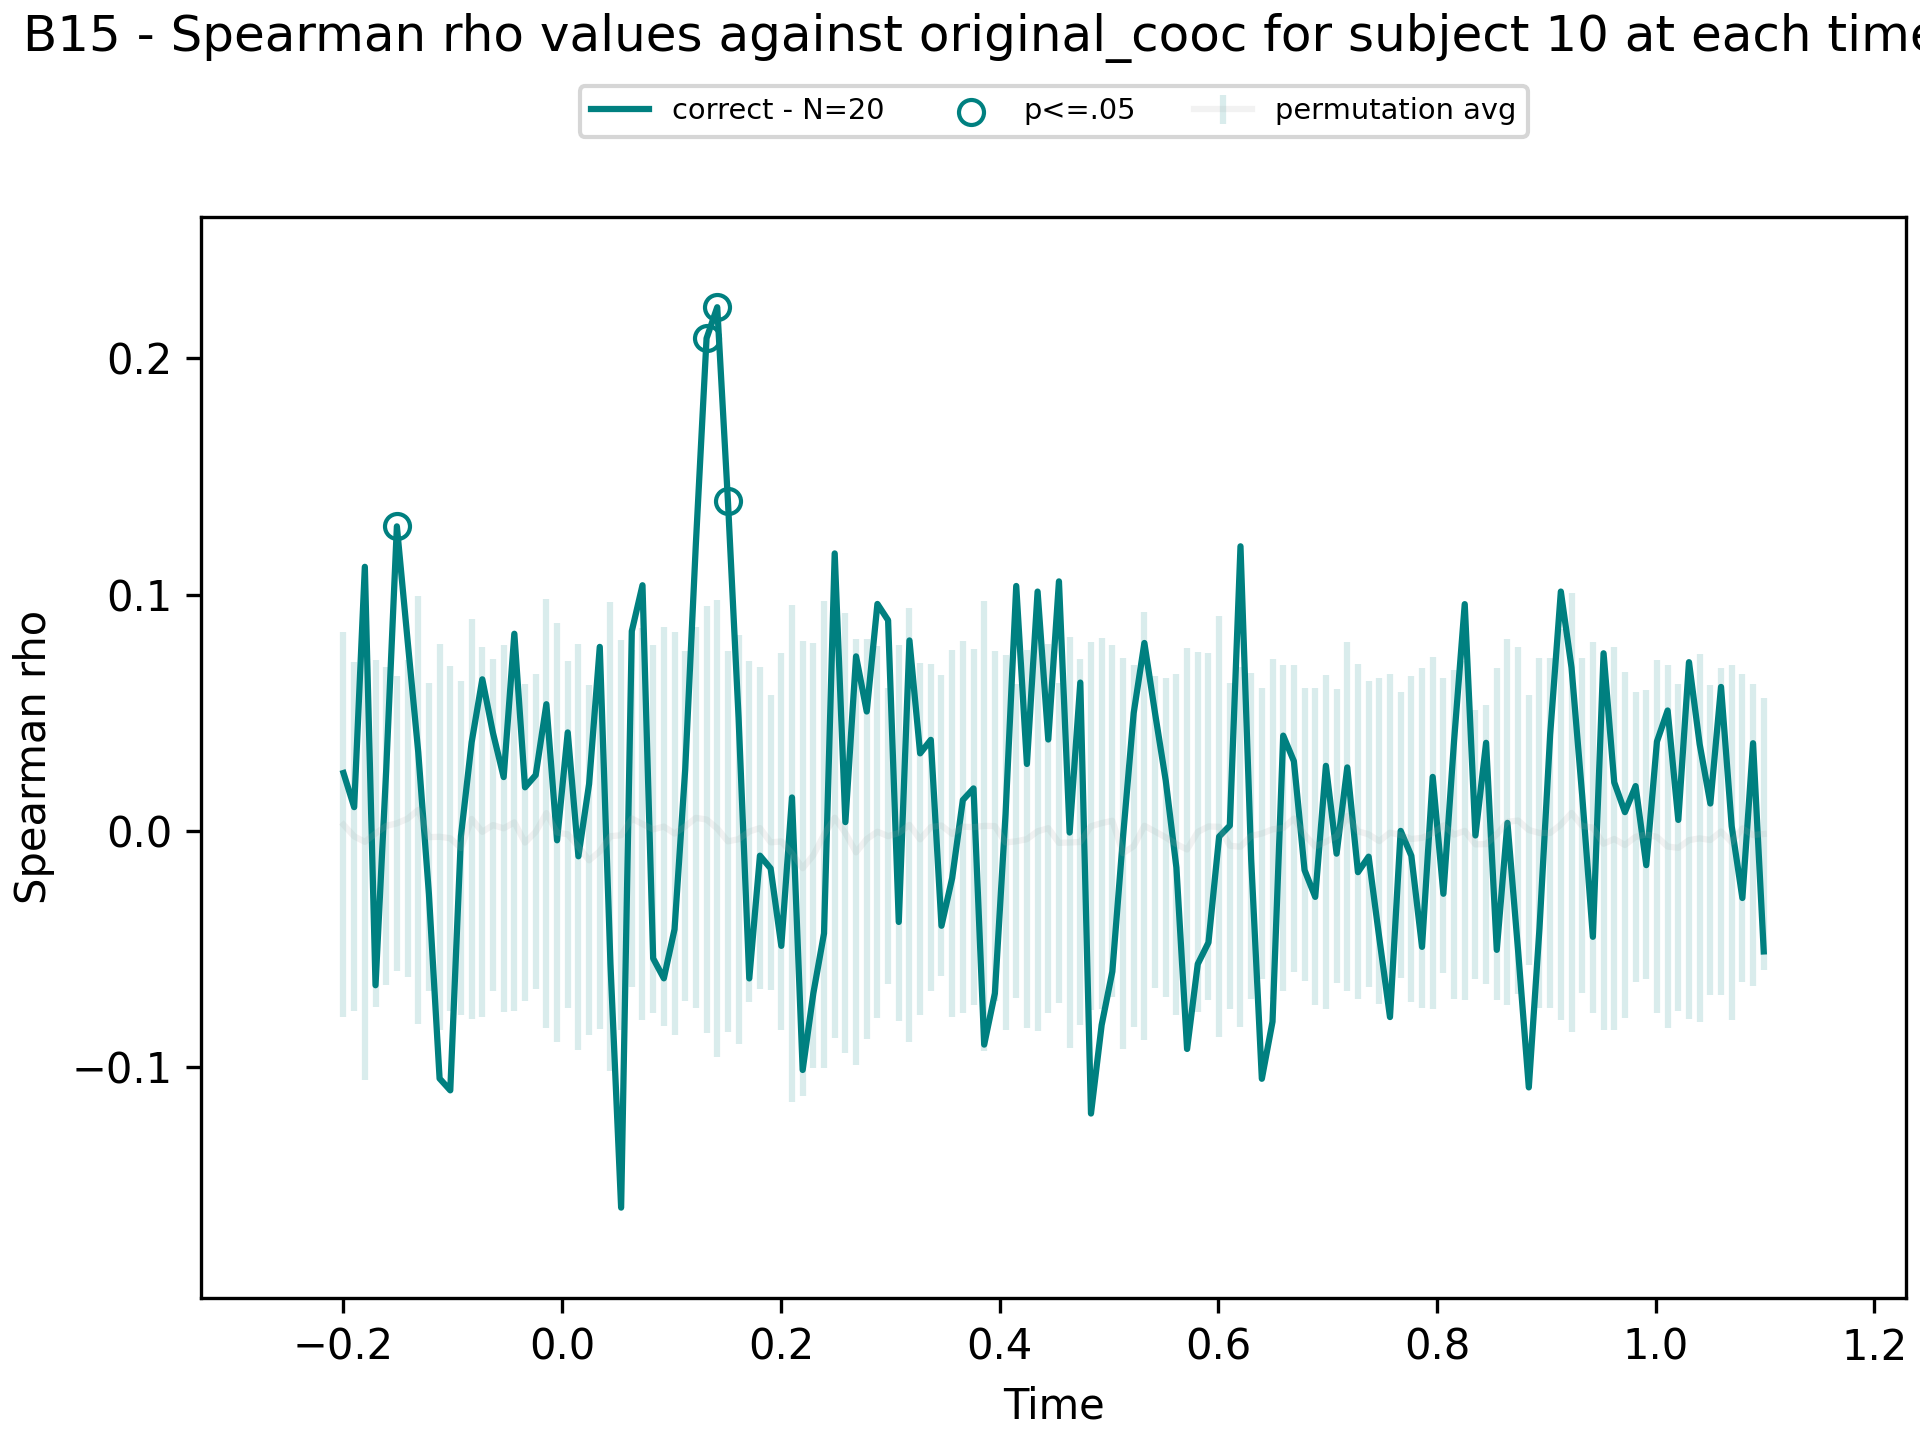 B15 - Spearman rho values against original_cooc for subject 10 at each time
correct - N=20 p<=.05 permutation avg
Spearman rho
0.2
0.1
0.0
−0.1
−0.2 0.0 0.2 0.4 0.6 0.8 1.0 1.2
Time